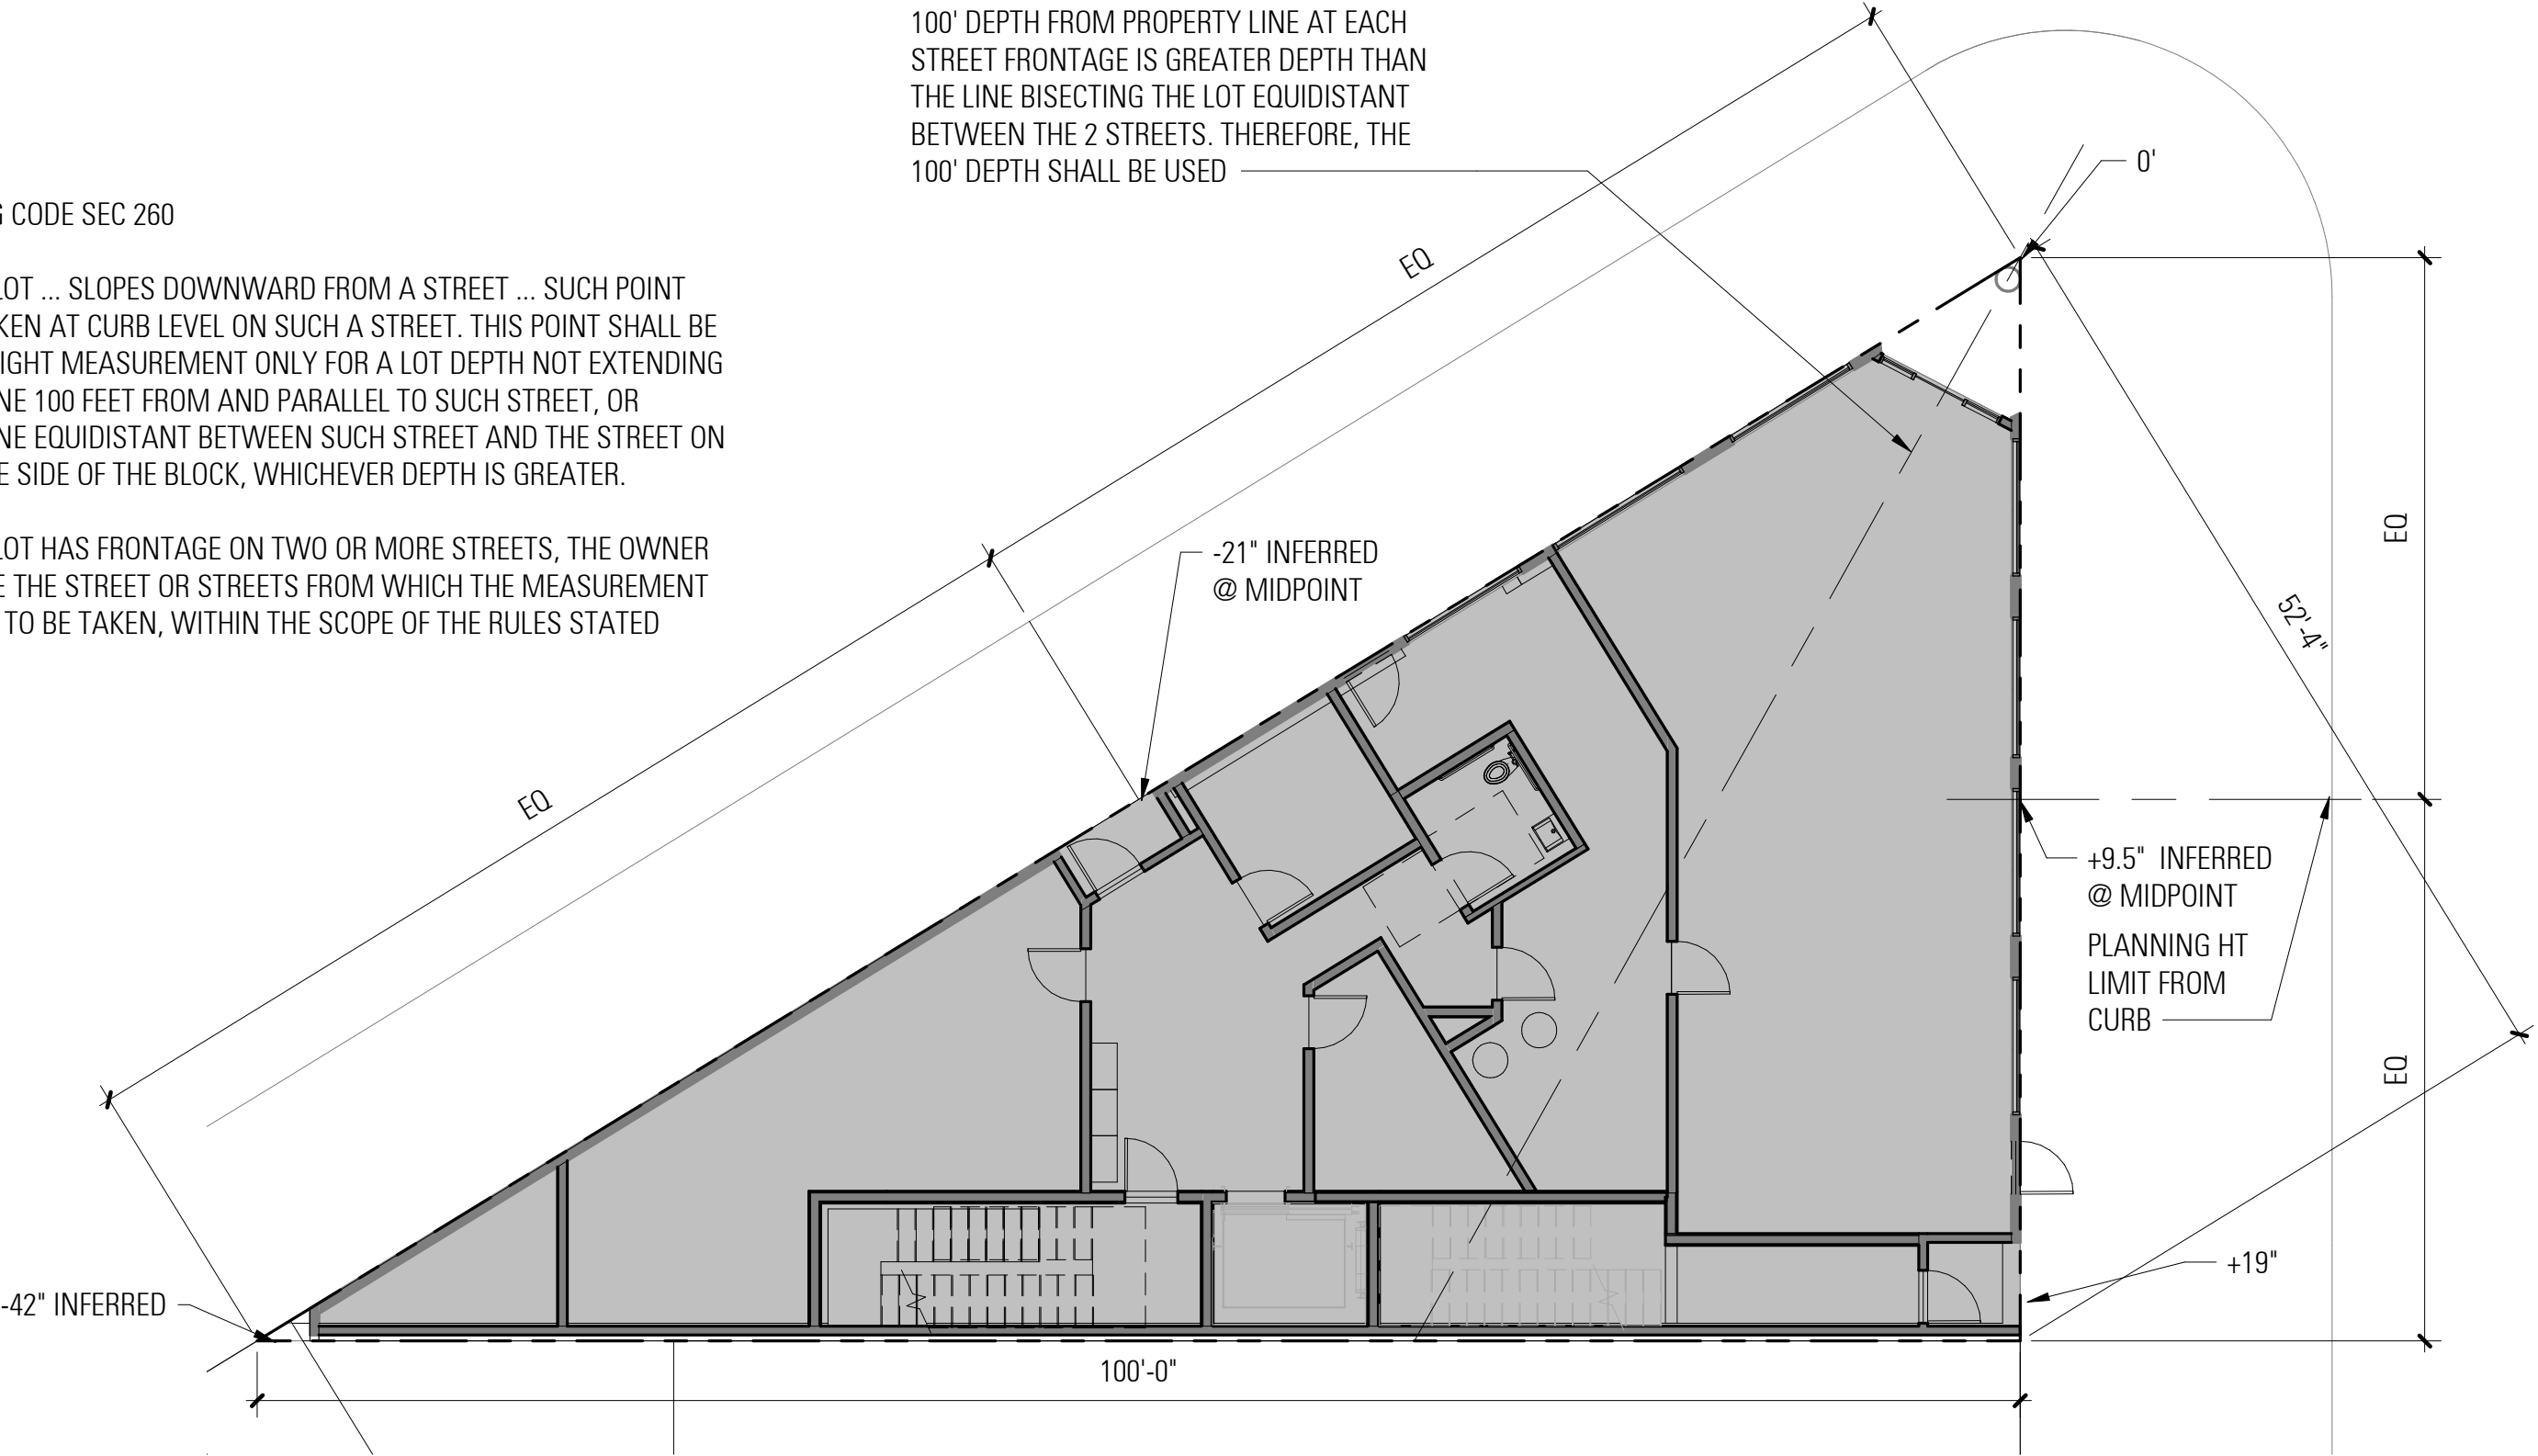 100' DEPTH FROM PROPERTY LINE AT EACH
STREET FRONTAGE IS GREATER DEPTH THAN
THE LINE BISECTING THE LOT EQUIDISTANT
BETWEEN THE 2 STREETS. THEREFORE, THE
100' DEPTH SHALL BE USED
0'
CODE SEC 260
LOT ... SLOPES DOWNWARD FROM A STREET ... SUCH POINT
KEN AT CURB LEVEL ON SUCH A STREET. THIS POINT SHALL BE
IGHT MEASUREMENT ONLY FOR A LOT DEPTH NOT EXTENDING
NE 100 FEET FROM AND PARALLEL TO SUCH STREET, OR
NE EQUIDISTANT BETWEEN SUCH STREET AND THE STREET ON
E SIDE OF THE BLOCK, WHICHEVER DEPTH IS GREATER.
LOT HAS FRONTAGE ON TWO OR MORE STREETS, THE OWNER
E THE STREET OR STREETS FROM WHICH THE MEASUREMENT
TO BE TAKEN, WITHIN THE SCOPE OF THE RULES STATED
EQ
EQ
-21" INFERRED
@ MIDPOINT
EQ
52'-4"
+9.5" INFERRED
@ MIDPOINT
PLANNING HT
LIMIT FROM
CURB
EQ
+19"
-42" INFERRED
100'-0"